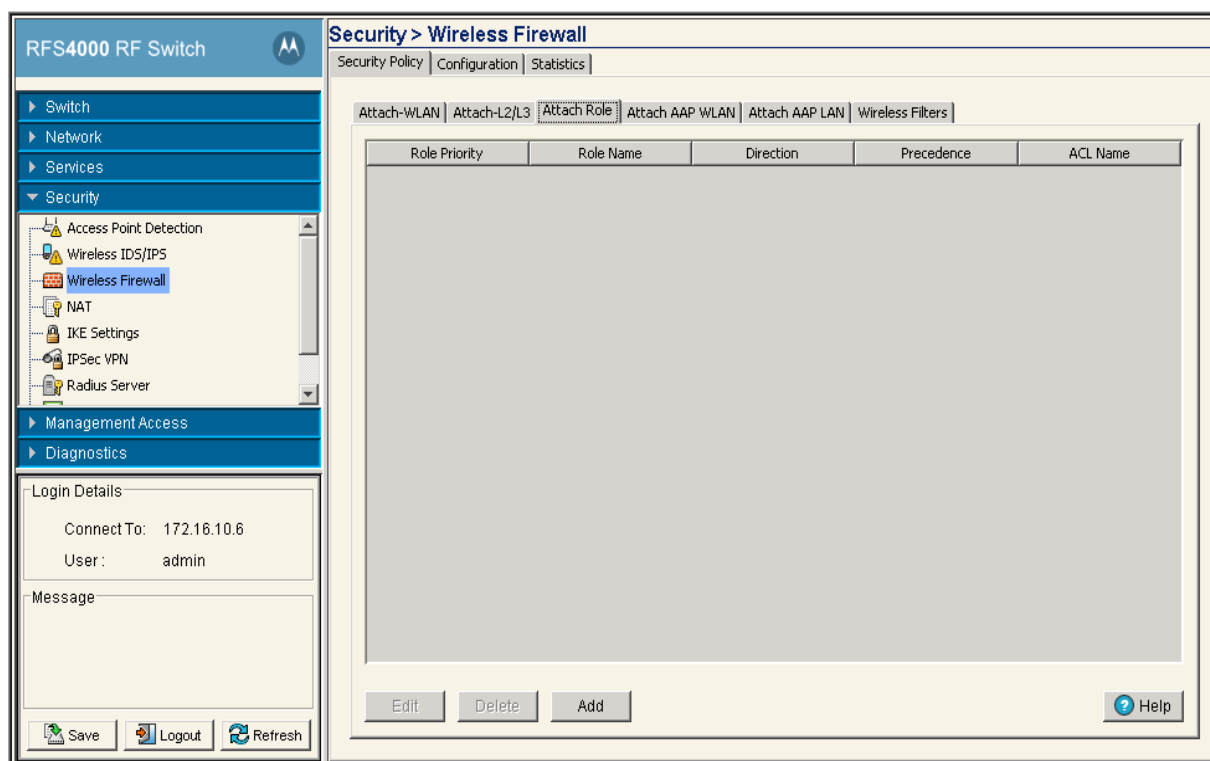 RFS4000 RF Switch
Security > Wireless Firewall
Security Policy Configuration Statistics
Attach-WLAN Attach-L2/L3 Attach Role Attach AAP WLAN Attach AAP LAN Wireless Filters
Role Priority Role Name Direction Precedence ACL Name
Switch
Network
Services
Security
Access Point Detection
Wireless IDS/IPS
Wireless Firewall
NAT
IKE Settings
IPSec VPN
Radius Server
Management Access
Diagnostics
Login Details
Connect To: 172.16.10.6
User : admin
Message
Save Logout Refresh
Edit Delete Add Help